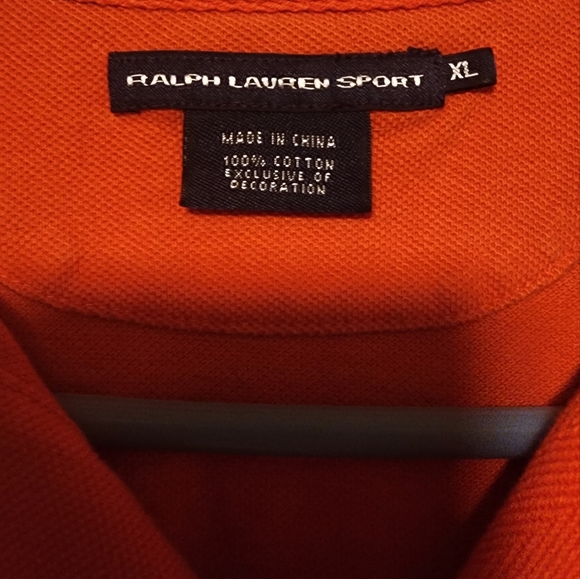 RALPH LAUREN SPORT XL
MADE IN CHINA
100% COTTON
EXCLUSIVE OF
DECORATION